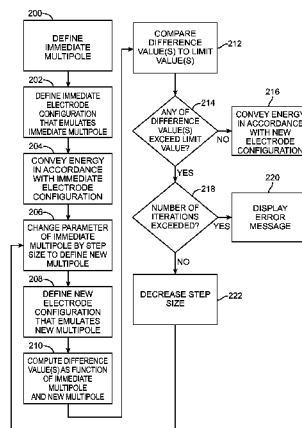 200
DEFINE
IMMEDIATE
MULTIPOLE
202
DEFINE IMMEDIATE
ELECTRODE
CONFIGURATION
THAT EMULATES
IMMEDIATE MULTIPOLE
204
CONVEY ENERGY
IN ACCORDANCE
WITH IMMEDIATE
ELECTRODE
CONFIGURATION
206
CHANGE PARAMETER
OF IMMEDIATE
MULTIPOLE BY STEP
SIZE TO DEFINE NEW
MULTIPOLE
208
DEFINE NEW
ELECTRODE
CONFIGURATION
THAT EMULATES
NEW MULTIPOLE
210
COMPUTE DIFFERENCE
VALUE(S) AS FUNCTION
OF IMMEDIATE
MULTIPOLE
AND NEW MULTIPOLE
COMPARE
DIFFERENCE
VALUE(S) TO LIMIT
VALUE(S)
212
214
ANY OF
DIFFERENCE
VALUE(S)
EXCEED LIMIT
VALUE?
NO
216
CONVEY ENERGY
IN ACCORDANCE
WITH NEW
ELECTRODE
CONFIGURATION
YES
218
NUMBER OF
ITERATIONS
EXCEEDED?
YES
220
DISPLAY
ERROR
MESSAGE
NO
DECREASE STEP
SIZE
222